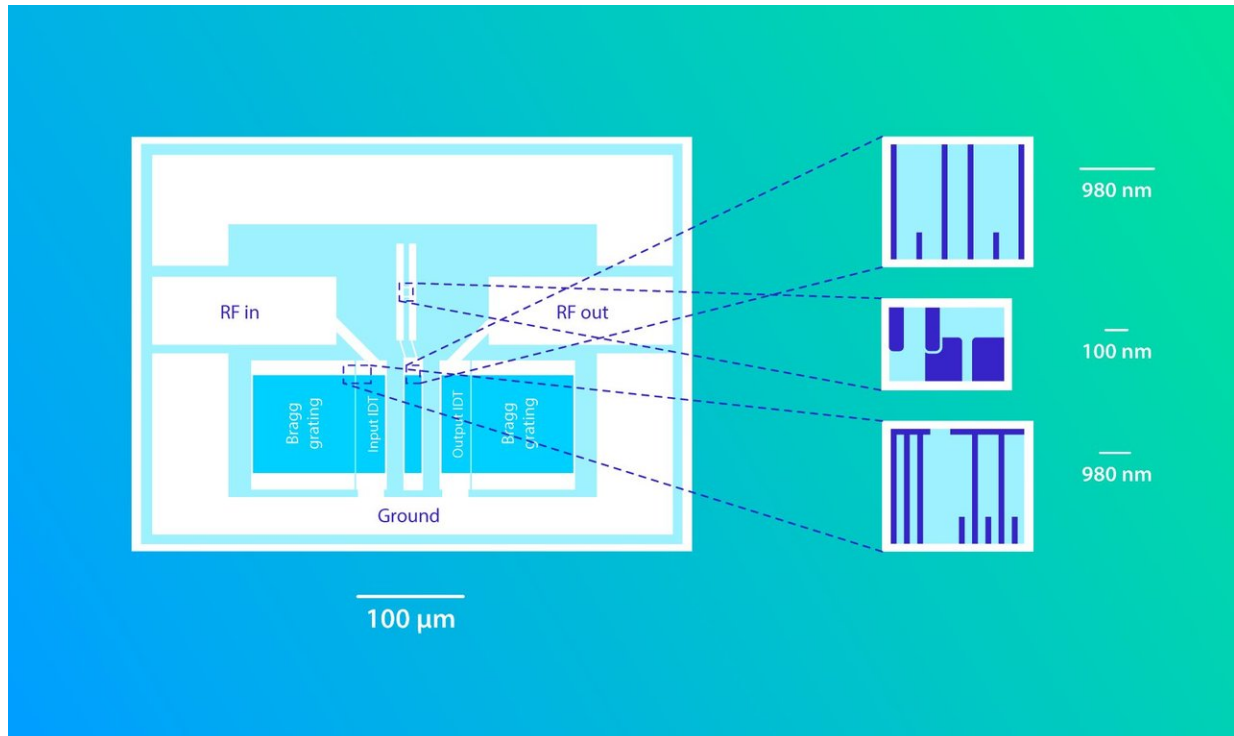 RF in
RF out
Bragg
grating
Input IDT
Output IDT
Bragg
grating
Ground
100 μm
980 nm
100 nm
980 nm